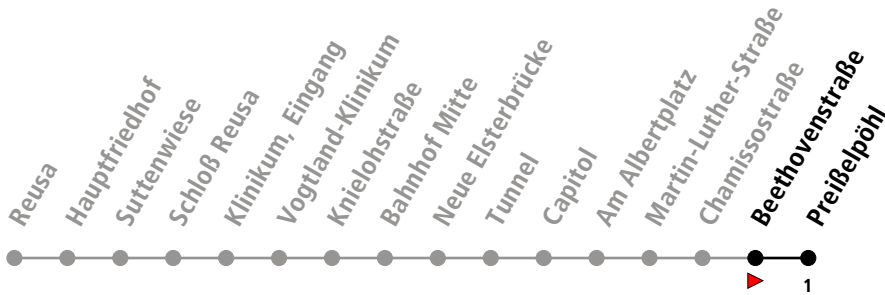 Reusa
Hauptfriedhof
Suttenwiese
Schloß Reusa
Klinikum, Eingang
Vogtland-Klinikum
Knielohstraße
Bahnhof Mitte
Neue Elsterbrücke
Tunnel
Capitol
Am Albertplatz
Martin-Luther-Straße
Chamissostraße
Beethovenstraße
Preißelpöhl
1